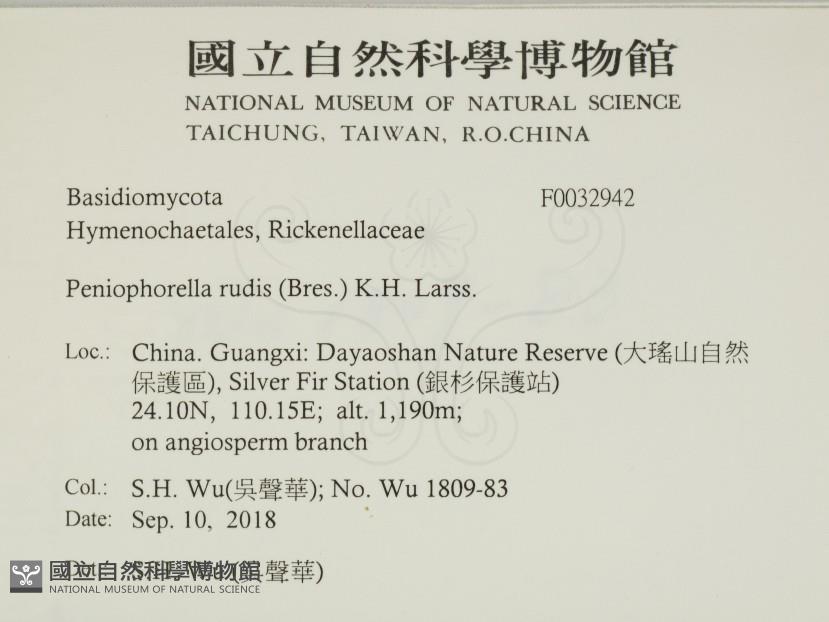 國立自然科學博物館
NATIONAL MUSEUM OF NATURAL SCIENCE
TAICHUNG, TAIWAN, R.O.CHINA
Basidiomycota F0032942
Hymenochaetales, Rickenellaceae
Peniophorella rudis (Bres.) K.H. Larss.
Loc.: China. Guangxi: Dayaoshan Nature Reserve (大瑤山自然
保護區), Silver Fir Station (銀杉保護站)
24.10N, 110.15E; alt. 1,190m;
on angiosperm branch
Col.: S.H. Wu(吳聲華); No. Wu 1809-83
Date: Sep. 10, 2018
(吳聲華)
國立自然科學博物館
NATIONAL MUSEUM OF NATURAL SCIENCE